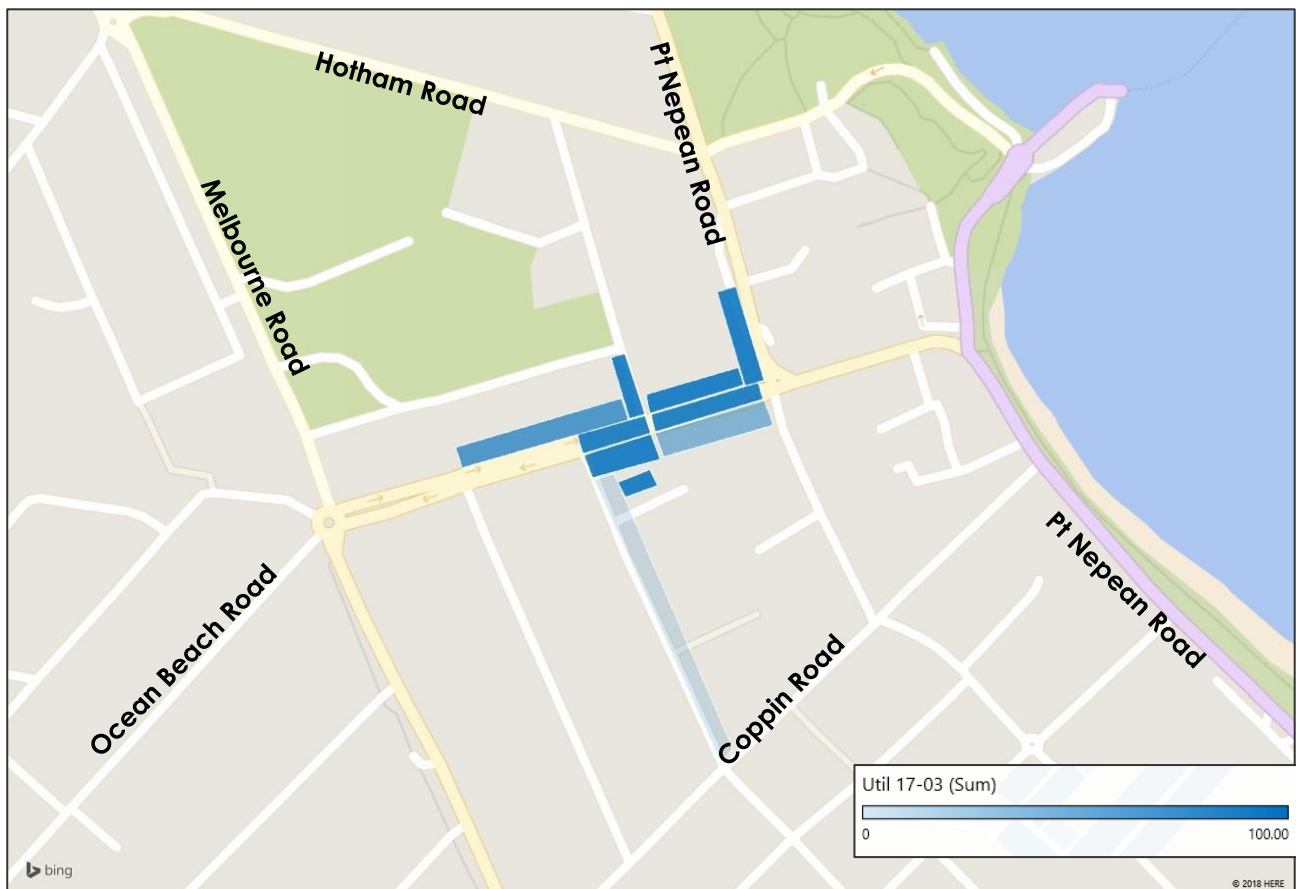 Hotham Road
Pt Nepean Road
Melbourne Road
Ocean Beach Road
Pt Nepean Road
Coppin Road
Util 17-03 (Sum)
0 100.00
bing
© 2018 HERE